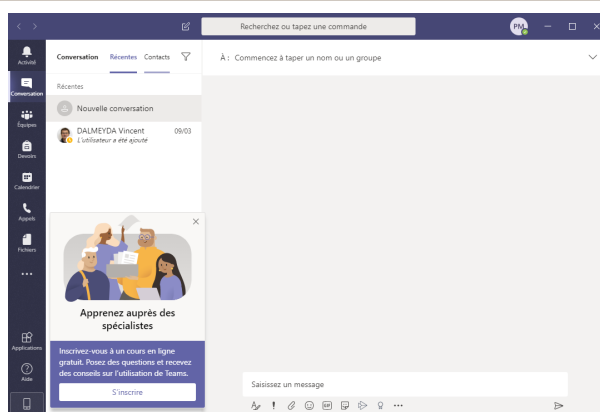 Recherchez ou tapez une commande
PM
Activité
Conversation
Équipes
Devoirs
Calendrier
Appels
Fichiers
Applications
Aide
Conversation Récentes Contacts
Récentes
Nouvelle conversation
DALMEYDA Vincent 09/03
L'utilisateur a été ajouté
Apprenez auprès des
spécialistes
Inscrivez-vous à un cours en ligne
gratuit. Posez des questions et recevez
des conseils sur l'utilisation de Teams.
S'inscrire
À : Commencez à taper un nom ou un groupe
Saisissez un message
GIF